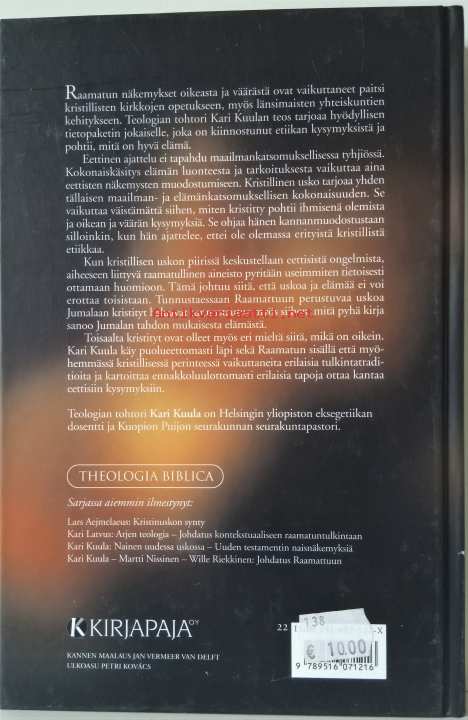 Raamatun näkemykset oikeasta ja väärästä ovat vaikuttaneet paitsi
kristillisten kirkkojen opetukseen, myös länsimaisten yhteiskuntien
kehitykseen. Teologian tohtori Kari Kuulan teos tarjoaa hyödyllisen
tietopaketin jokaiselle, joka on kiinnostunut etiikan kysymyksistä ja
pohtii, mitä on hyvä elämä.
Eettinen ajattelu ei tapahdu maailmankatsomuksellisessa tyhjiössä.
Kokonaiskäsitys elämän luonteesta ja tarkoituksesta vaikuttaa aina
eettisten näkemysten muodostumiseen. Kristillinen usko tarjoaa yhden
tällaisen maailman- ja elämänkatsomuksellisen kokonaisuuden. Se
vaikuttaa väistämättä siihen, miten kristitty pohtii ihmisenä olemista
ja oikean ja väärän kysymyksiä. Se ohjaa hänen kannanmuodostustaan
silloinkin, kun hän ajattelee, ettei ole olemassa erityistä kristillistä
etiikkaa.
Kun kristillisen uskon piirissä keskustellaan eettisistä ongelmista,
aiheeseen liittyvä raamatullinen aineisto pyritään useimmiten tietoisesti
ottamaan huomioon. Tämä johtuu siitä, että uskoa ja elämää ei voi
erottaa toisistaan. Tunnustaessaan Raamattuun perustuvaa uskoa
Jumalaan kristityt mitä pyhä kirja
sanoo Jumalan tahdon mukaisesta elämästä.
Toisaalta kristityt ovat olleet myös eri mieltä siitä, mikä on oikein.
Kari Kuula käy puolueettomasti läpi sekä Raamatun sisällä että myö-
hemmässä kristillisessä perinteessä vaikuttaneita erilaisia tulkintatradi-
tioita ja kartoittaa ennakkoluulottomasti erilaisia tapoja ottaa kantaa
eettisiin kysymyksiin.
Teologian tohtori Kari Kuula on Helsingin yliopiston eksegetiikan
dosentti ja Kuopion Puijon seurakunnan seurakuntapastori.
THEOLOGIA BIBLICA
Sarjassa aiemmin ilmestynyt:
Lars Aejmelaeus: Kristinuskon synty
Kari Latvus: Arjen teologia – Johdatus kontekstuaaliseen raamatuntulkintaan
Kari Kuula: Nainen uudessa uskossa – Uuden testamentin naisnäkemyksiä
Kari Kuula – Martti Nissinen – Wille Riekkinen: Johdatus Raamattuun
KIRJAPAJA OY
KANNEN MAALAUS JAN VERMEER VAN DELFT
ULKOASU PETRI KOVÁCS
22
138
€ 10.00
9 789516 071216